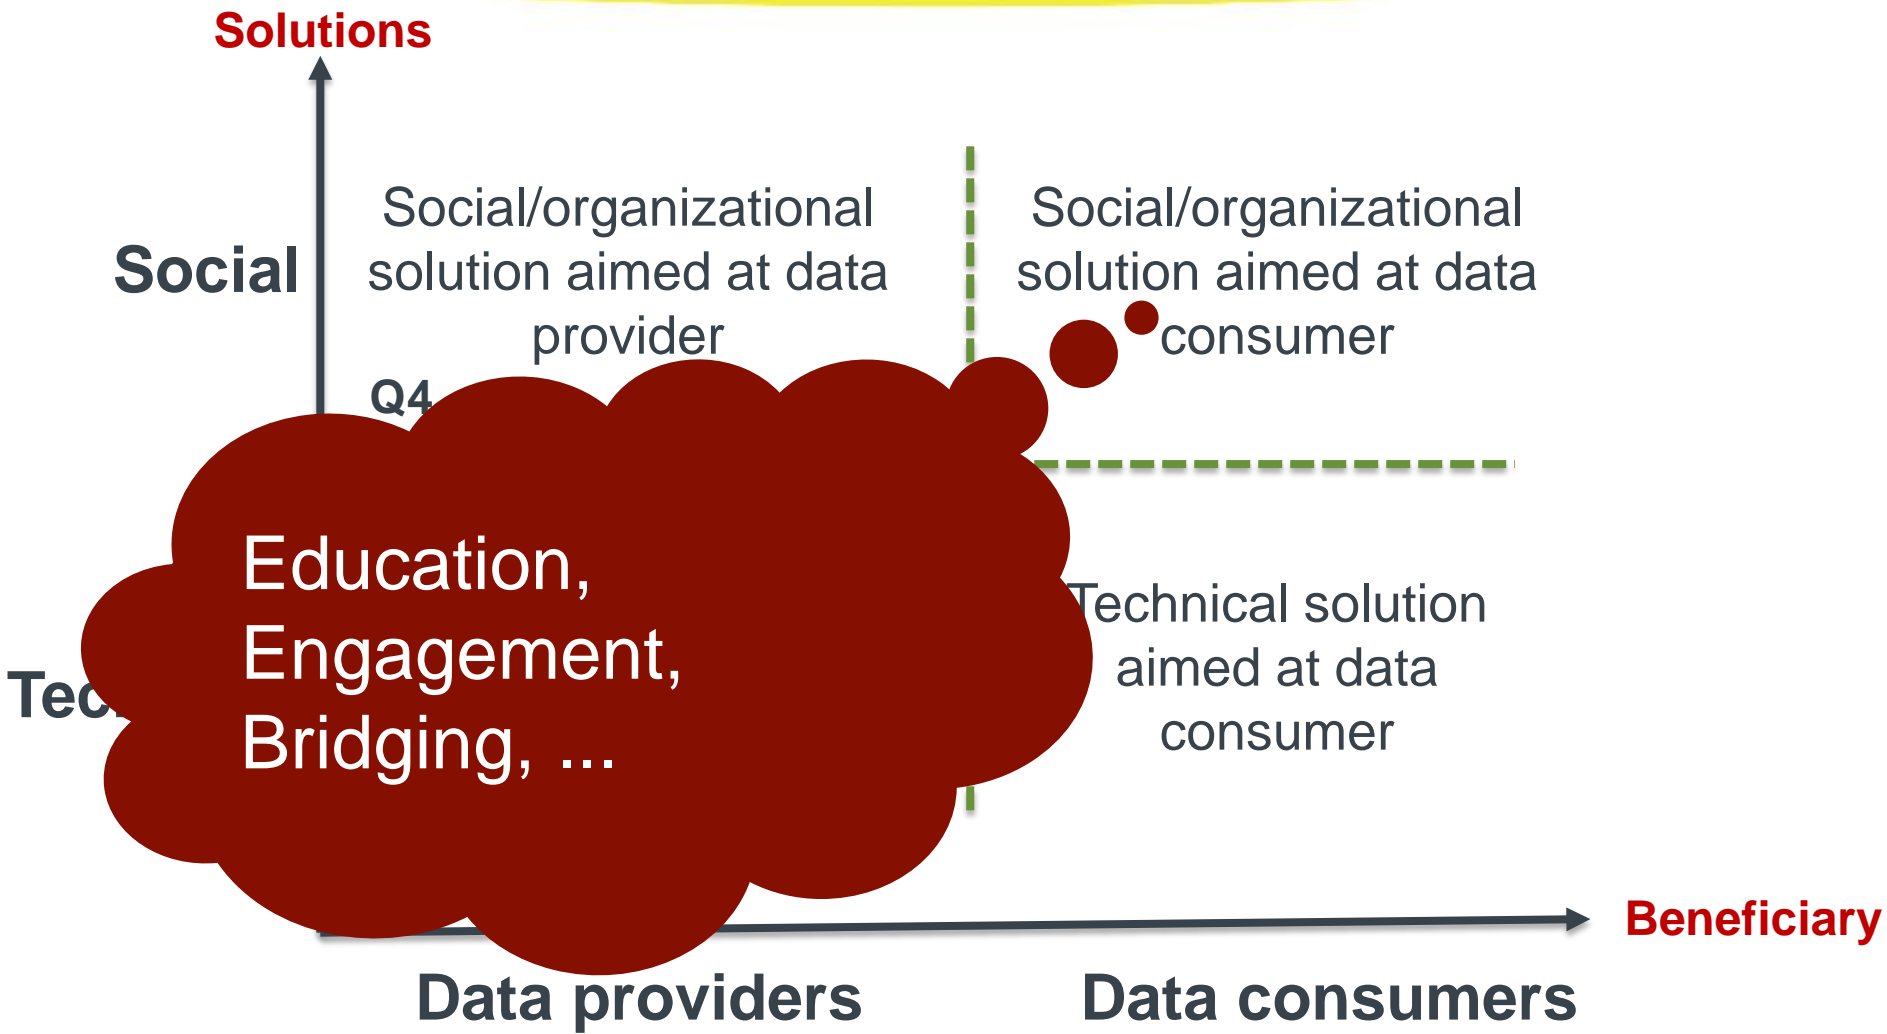 Solutions
Social/organizational
solution aimed at data
provider
Social/organizational
solution aimed at data
consumer
Social
Q4
Education,
Engagement,
Bridging, ...
Technical solution
aimed at data
consumer
Beneficiary
Data providers
Data consumers